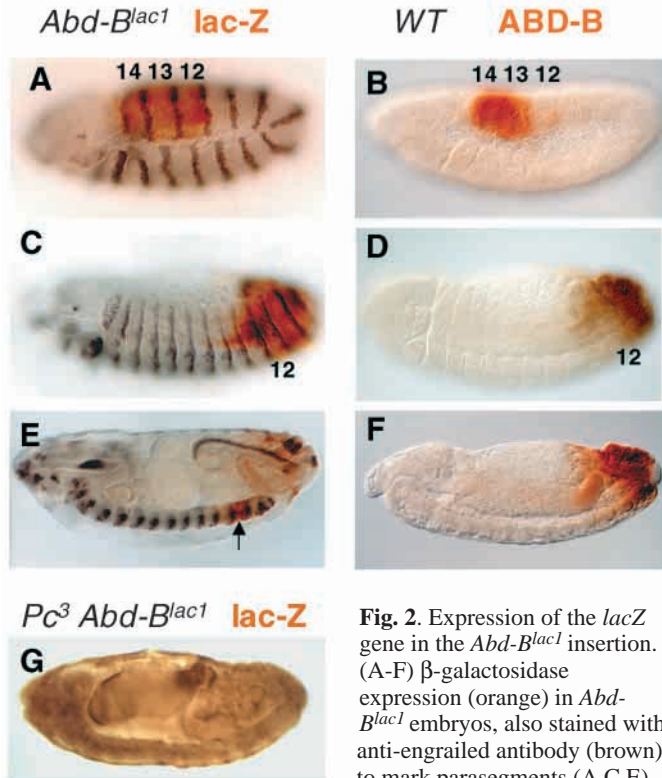 Abd-Blac1 lac-Z WT ABD-B
A 14 13 12
B 14 13 12
C 12
D 12
E
F
Pc3 Abd-Blac1 lac-Z
G
Fig. 2. Expression of the lacZ
gene in the Abd-Blac1 insertion.
(A-F) β-galactosidase
expression (orange) in Abd-
Blac1 embryos, also stained with
anti-engrailed antibody (brown)
to mark parasegments (A,C,E)